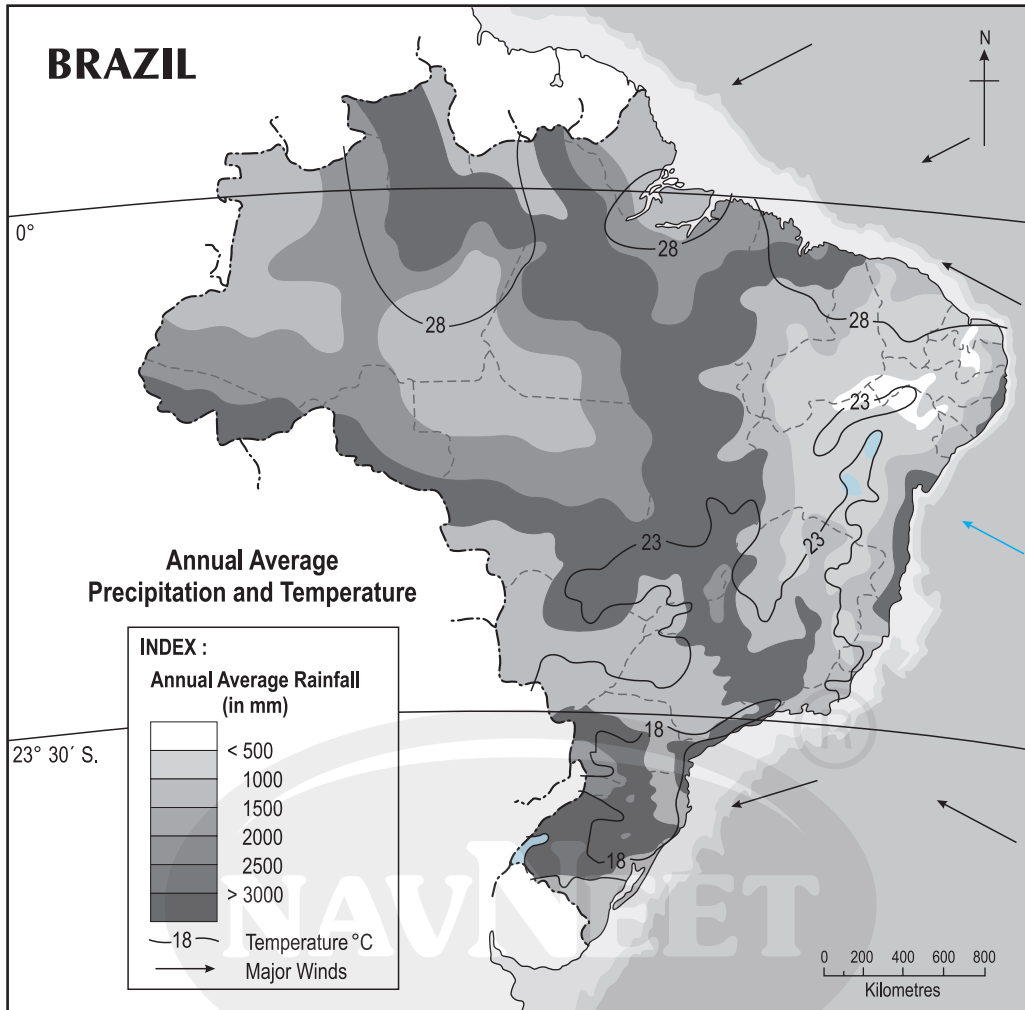 BRAZIL
N
0°
28
28
28
23
23
23
Annual Average
Precipitation and Temperature
INDEX :
Annual Average Rainfall
(in mm)
< 500
1000
1500
2000
2500
> 3000
18 Temperature °C
Major Winds
18
23° 30´ S.
18
®
NAVNEET
0 200 400 600 800
Kilometres